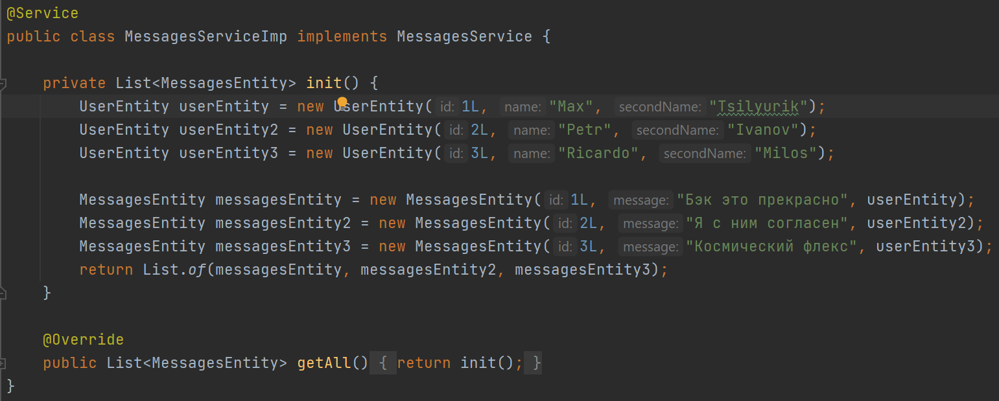 @Service
public class MessagesServiceImp implements MessagesService {
private List<MessagesEntity> init() {
UserEntity userEntity = new UserEntity( id: 1L, name: "Max", secondName: "Tsilyurik");
UserEntity userEntity2 = new UserEntity( id: 2L, name: "Petr", secondName: "Ivanov");
UserEntity userEntity3 = new UserEntity( id: 3L, name: "Ricardo", secondName: "Milos");
MessagesEntity messagesEntity = new MessagesEntity( id: 1L, message: "Бэк это прекрасно", userEntity);
MessagesEntity messagesEntity2 = new MessagesEntity( id: 2L, message: "Я с ним согласен", userEntity2);
MessagesEntity messagesEntity3 = new MessagesEntity( id: 3L, message: "Космический флекс", userEntity3);
return List.of(messagesEntity, messagesEntity2, messagesEntity3);
}
@Override
public List<MessagesEntity> getAll() { return init(); }
}